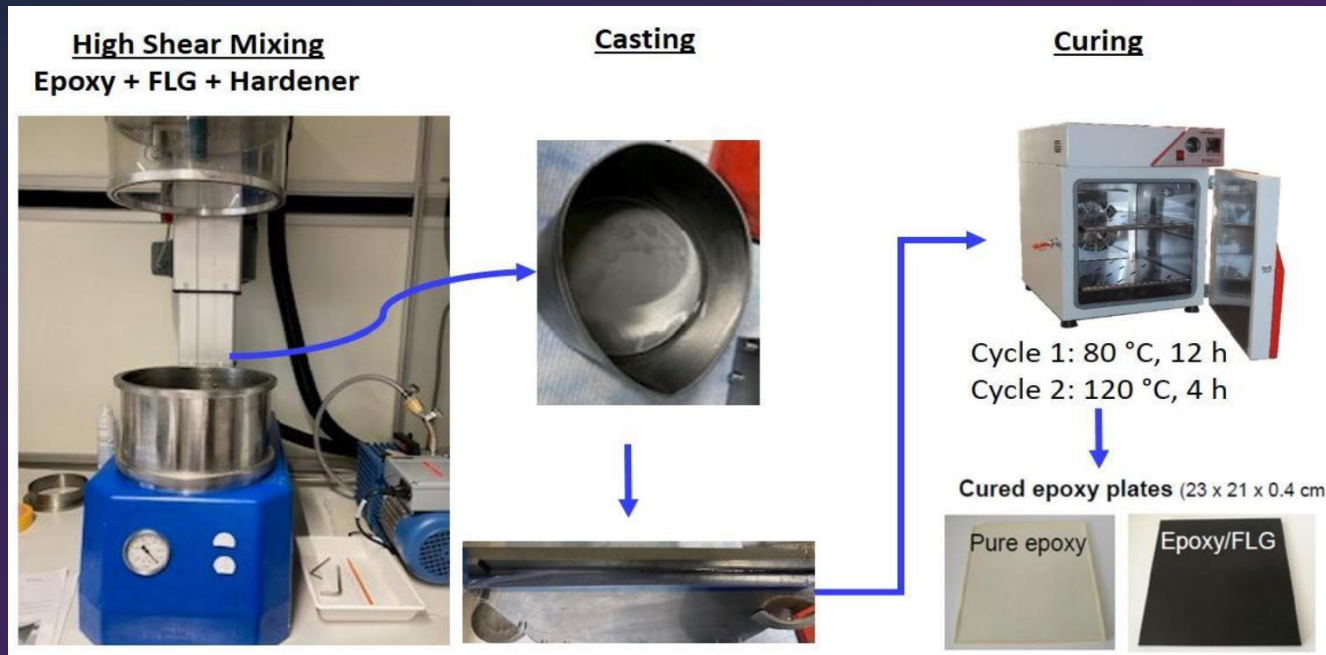 High Shear Mixing
Epoxy + FLG + Hardener
Casting
Curing
Cycle 1: 80 °C, 12 h
Cycle 2: 120 °C, 4 h
Cured epoxy plates (23 x 21 x 0.4 cm
Pure epoxy
Epoxy/FLG